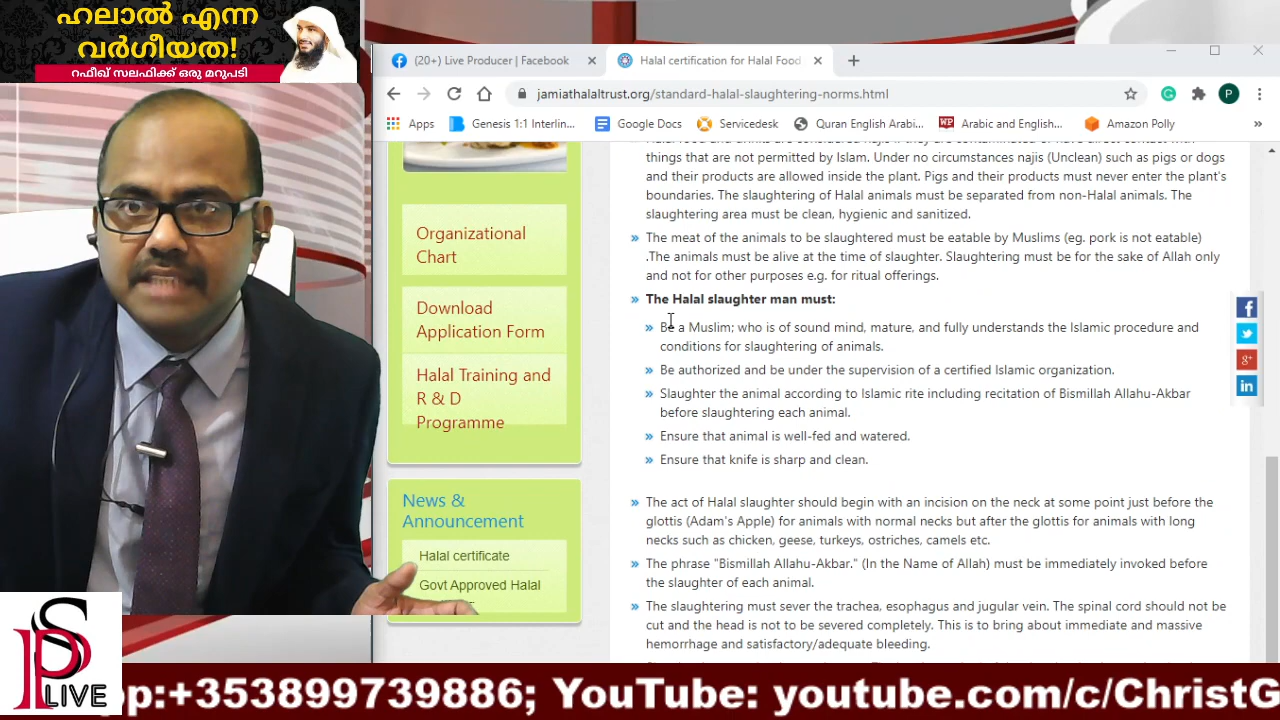 ഹലാൽ എന്ന
വർഗീയത!
റഫീഖ് സലഫിക്ക് ഒരു മറുപടി
(20+) Live Producer | Facebook
Halal certification for Halal Food
jamiathalaltrust.org/standard-halal-slaughtering-norms.html
P
Apps
Genesis 1:1 Interlin...
Google Docs
Servicedesk
Quran English Arabi...
Arabic and English...
Amazon Polly
»
things that are not permitted by Islam. Under no circumstances najis (Unclean) such as pigs or dogs
and their products are allowed inside the plant. Pigs and their products must never enter the plant's
boundaries. The slaughtering of Halal animals must be separated from non-Halal animals. The
slaughtering area must be clean, hygienic and sanitized.
» The meat of the animals to be slaughtered must be eatable by Muslims (eg. pork is not eatable)
.The animals must be alive at the time of slaughter. Slaughtering must be for the sake of Allah only
and not for other purposes e.g. for ritual offerings.
» The Halal slaughter man must:
» Be a Muslim; who is of sound mind, mature, and fully understands the Islamic procedure and
conditions for slaughtering of animals.
» Be authorized and be under the supervision of a certified Islamic organization.
» Slaughter the animal according to Islamic rite including recitation of Bismillah Allahu-Akbar
before slaughtering each animal.
» Ensure that animal is well-fed and watered.
» Ensure that knife is sharp and clean.
» The act of Halal slaughter should begin with an incision on the neck at some point just before the
glottis (Adam's Apple) for animals with normal necks but after the glottis for animals with long
necks such as chicken, geese, turkeys, ostriches, camels etc.
» The phrase "Bismillah Allahu-Akbar." (In the Name of Allah) must be immediately invoked before
the slaughter of each animal.
» The slaughtering must sever the trachea, esophagus and jugular vein. The spinal cord should not be
cut and the head is not to be severed completely. This is to bring about immediate and massive
hemorrhage and satisfactory/adequate bleeding.
Organizational
Chart
Download
Application Form
Halal Training and
R & D
Programme
News &
Announcement
Halal certificate
Govt Approved Halal
f
g+
in
PS
LIVE
pp:+353899739886; YouTube: youtube.com/c/ChristG